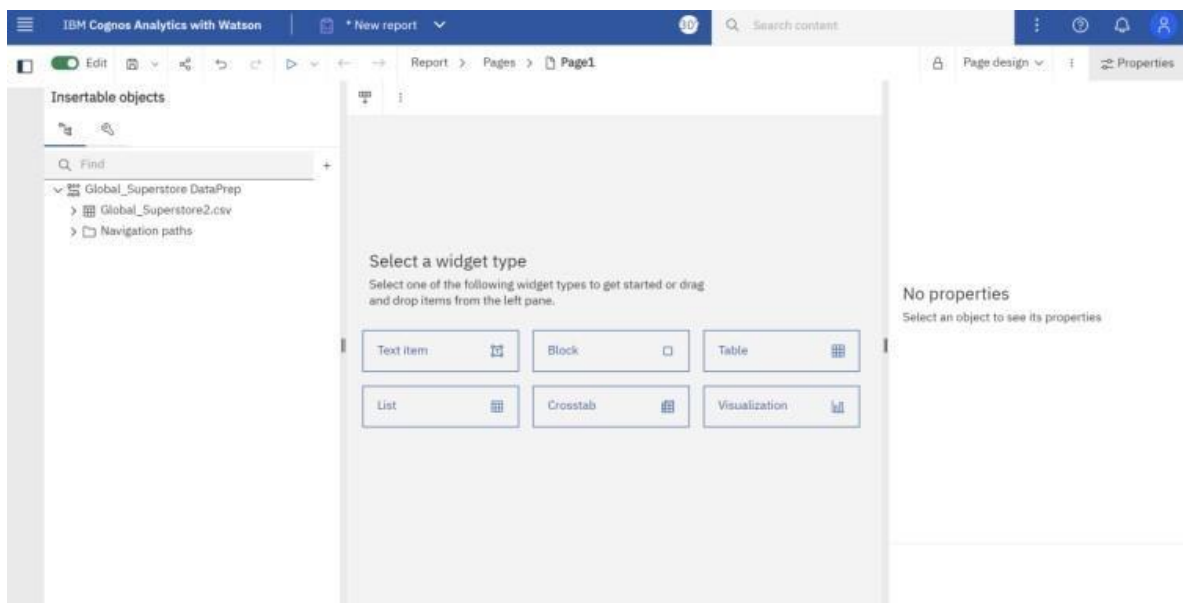 IBM Cognos Analytics with Watson
* New report
30
Search content
Edit
Report > Pages > Page1
Page design
Properties
Insertable objects
Find
Global_Superstore DataPrep
Global_Superstore2.csv
Navigation paths
Select a widget type
Select one of the following widget types to get started or drag
and drop items from the left pane.
Text item
Block
Table
List
Crosstab
Visualization
No properties
Select an object to see its properties